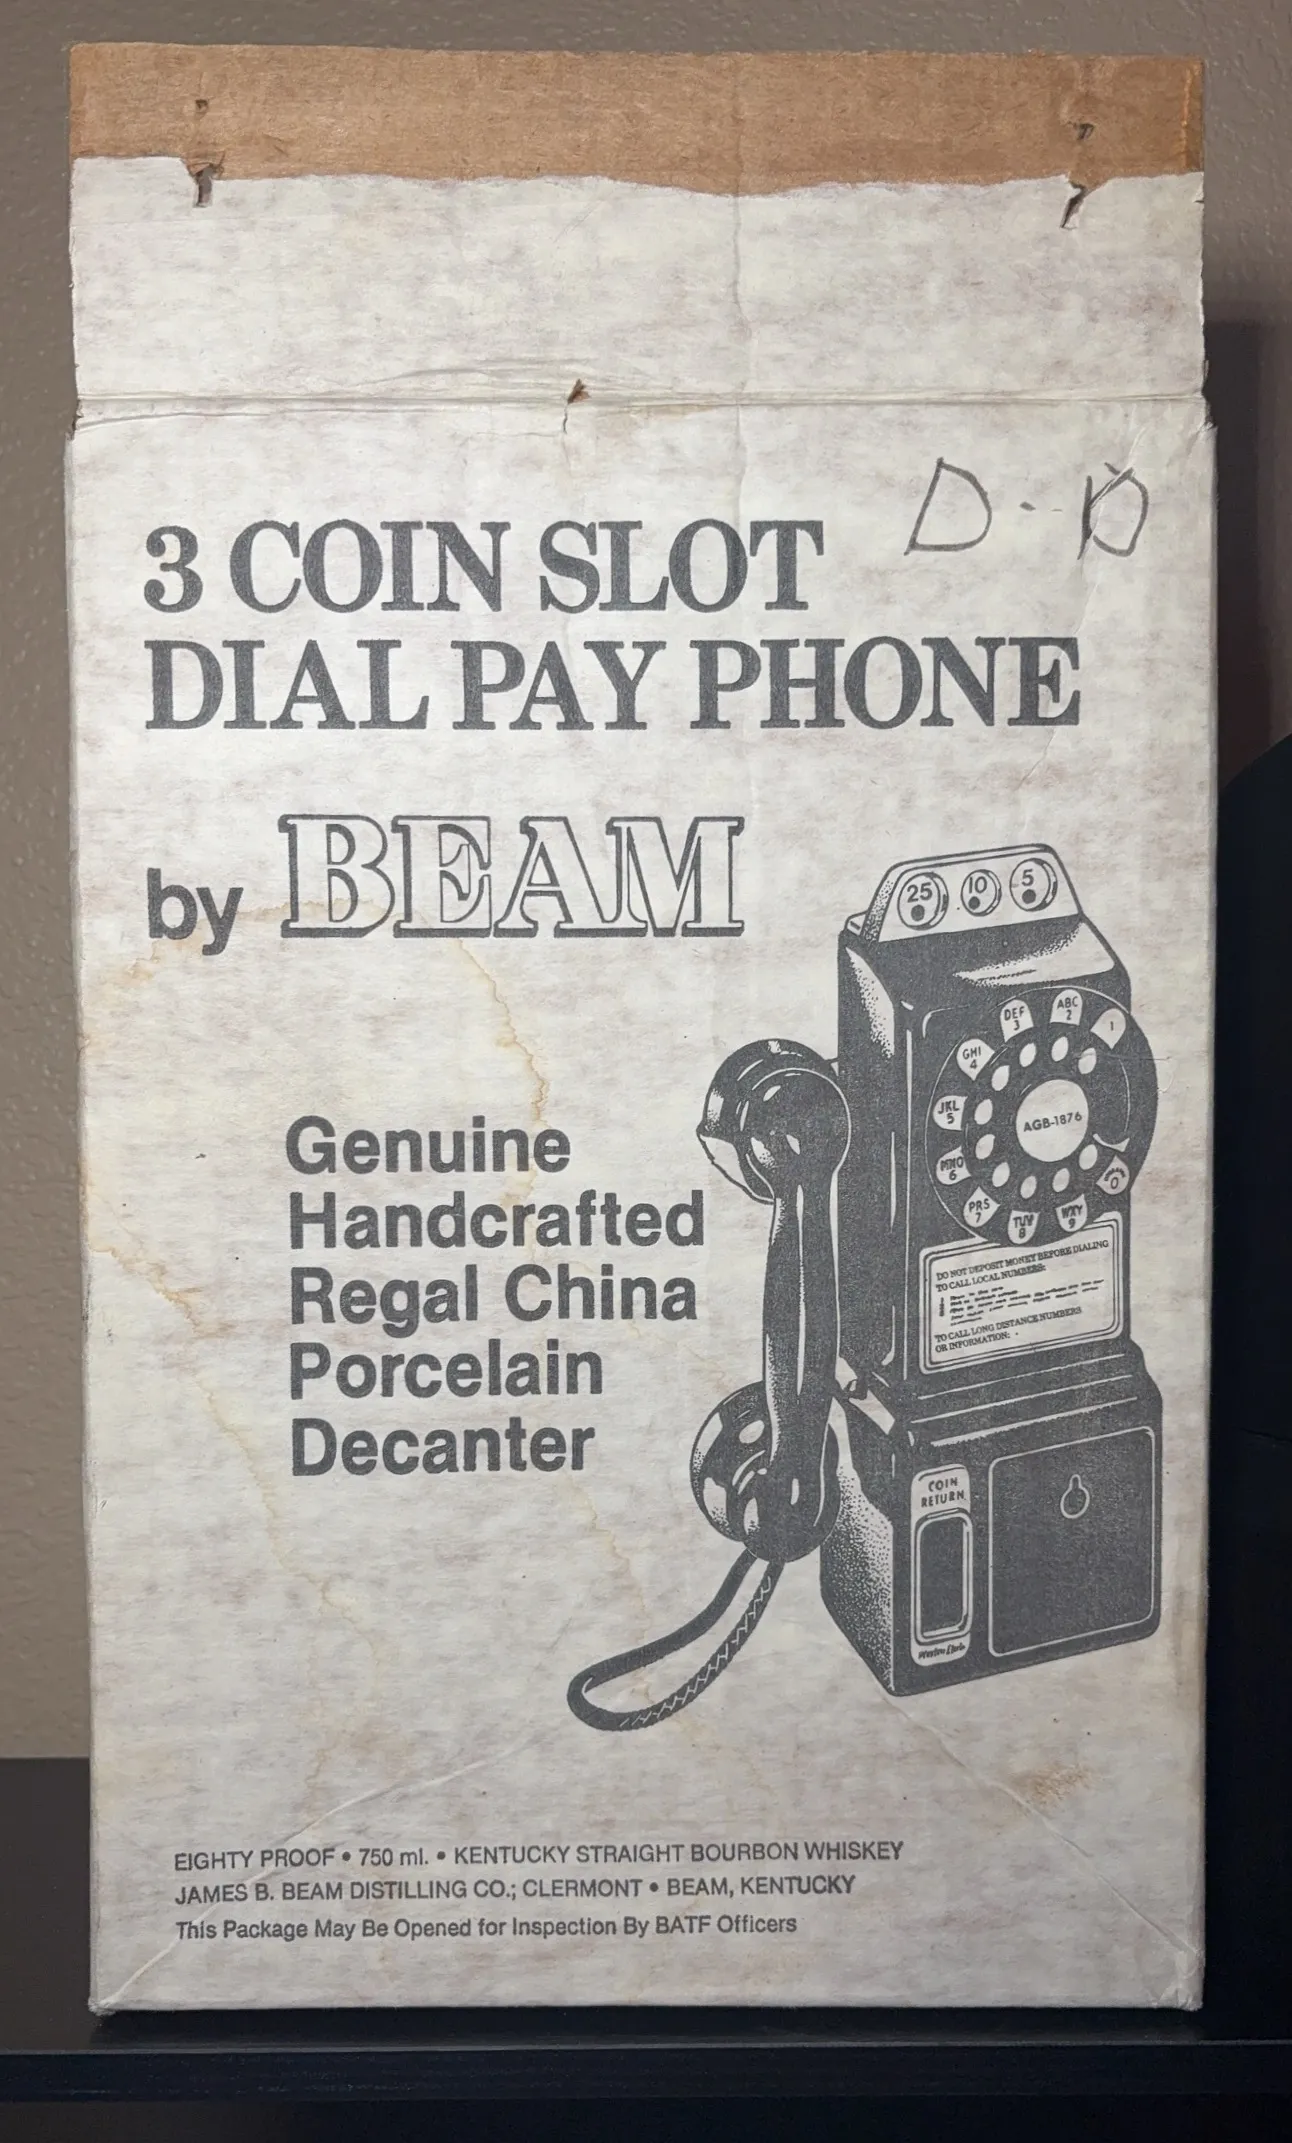 D-D
3 COIN SLOT
DIAL PAY PHONE
by BEAM
25 10 5
ABC 2
DEF 3
1
GHI 4
JKL 5
MNO 6
PRS 7
TUV 8
WXY 9
0
AGB-1876
DO NOT DEPOSIT MONEY BEFORE DIALING
TO CALL LOCAL NUMBERS:
TO CALL LONG DISTANCE NUMBERS
OR INFORMATION:
COIN
RETURN
Genuine
Handcrafted
Regal China
Porcelain
Decanter
EIGHTY PROOF • 750 ml. • KENTUCKY STRAIGHT BOURBON WHISKEY
JAMES B. BEAM DISTILLING CO.; CLERMONT • BEAM, KENTUCKY
This Package May Be Opened for Inspection By BATF Officers